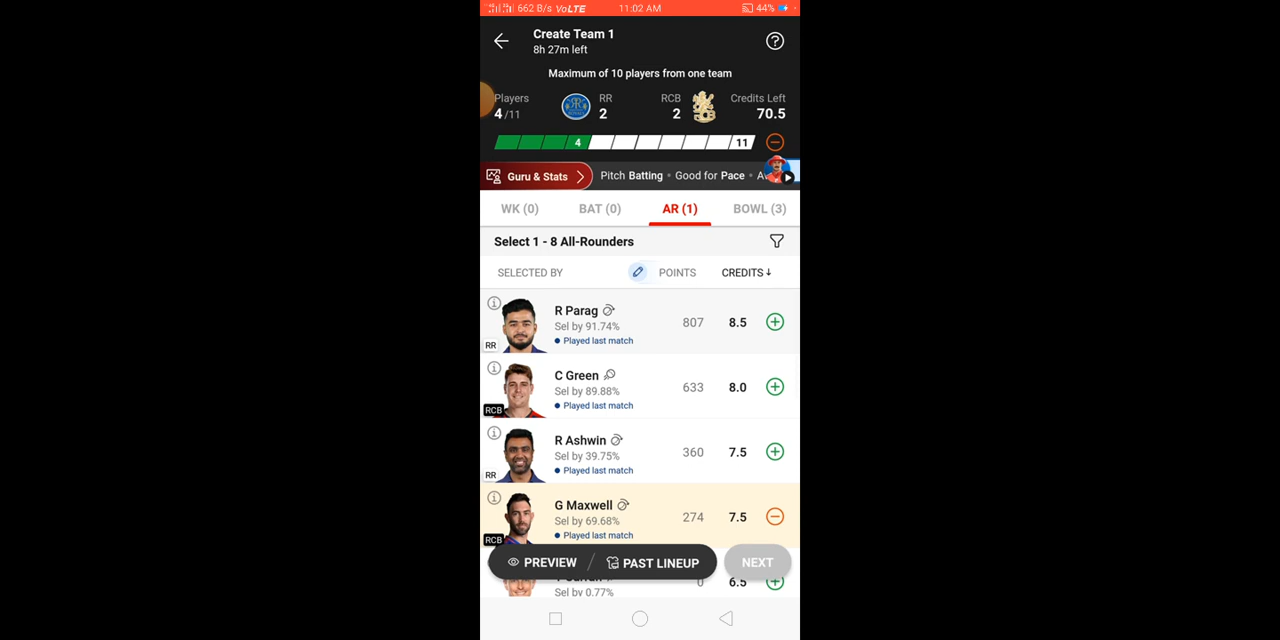 662 B/s VoLTE 11:02 AM 44%
Create Team 1
8h 27m left
Maximum of 10 players from one team
Players RR RCB Credits Left
4/11 2 2 70.5
4 11
Guru & Stats Pitch Batting • Good for Pace •
WK (0) BAT (0) AR (1) BOWL (3)
Select 1 - 8 All-Rounders
SELECTED BY POINTS CREDITS↓
R Parag
Sel by 91.74% 807 8.5
Played last match
RR
C Green
Sel by 89.88% 633 8.0
Played last match
RCB
R Ashwin
Sel by 39.75% 360 7.5
Played last match
RR
G Maxwell
Sel by 69.68% 274 7.5
Played last match
RCB
PREVIEW / PAST LINEUP NEXT
0 6.5
Sel by 0.77%